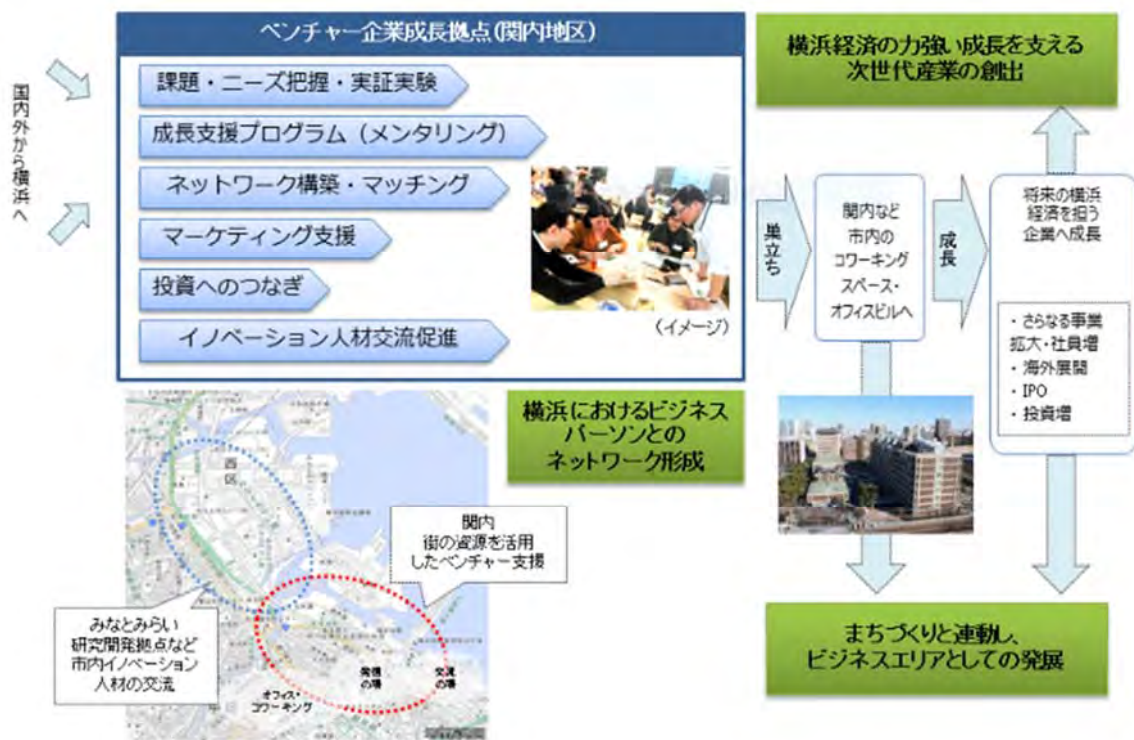 ベンチャー企業成長拠点(関内地区)
国内外から横浜へ
課題・ニーズ把握・実証実験
成長支援プログラム（メンタリング）
ネットワーク構築・マッチング
マーケティング支援
投資へのつなぎ
イノベーション人材交流促進
（イメージ）
横浜経済の力強い成長を支える
次世代産業の創出
巣立ち
関内など
市内の
コワーキング
スペース・
オフィスビルへ
成長
将来の横浜
経済を担う
企業へ成長
・さらなる事業
拡大・社員増
・海外展開
・IPO
・投資増
横浜におけるビジネス
パーソンとの
ネットワーク形成
西区
関内
街の資源を活用
したベンチャー支援
みなとみらい
研究開発拠点など
市内イノベーション
人材の交流
発信
の場
交流
の場
オフィス・
コワーキング
まちづくりと連動し、
ビジネスエリアとしての発展